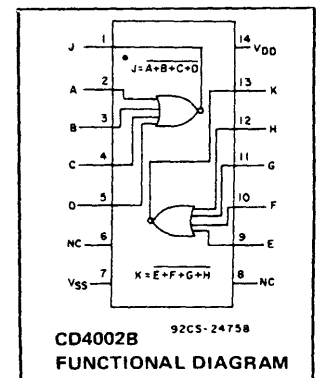 J 1
14 VDD
J = A+B+C+D
A 2
13 K
B 3
12 H
C 4
11 G
D 5
10 F
NC 6
9 E
VSS 7
K = E+F+G+H
8 NC
92CS-24758
CD4002B
FUNCTIONAL DIAGRAM